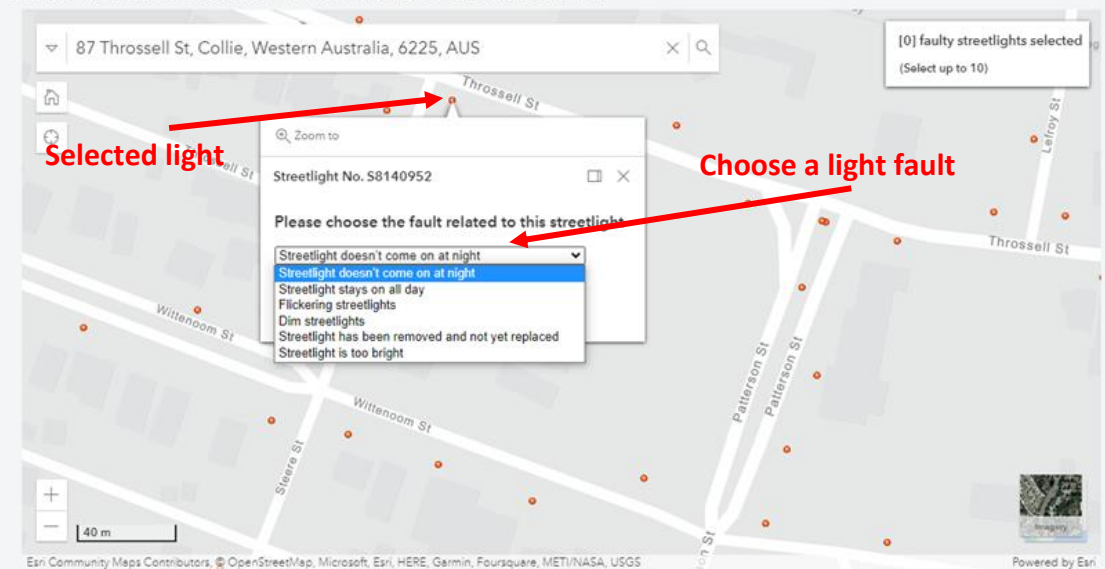 87 Throssell St, Collie, Western Australia, 6225, AUS
[0] faulty streetlights selected
(Select up to 10)
Throssell St
Lefroy St
Zoom to
Selected light
Throssell St
Streetlight No. S8140952
Choose a light fault
Please choose the fault related to this streetlight
Streetlight doesn't come on at night
Streetlight doesn't come on at night
Streetlight stays on all day
Flickering streetlights
Dim streetlights
Streetlight has been removed and not yet replaced
Streetlight is too bright
Throssell St
Wittenoom St
Patterson St
Patterson St
Wittenoom St
Steere St
40 m
Imagery
Esri Community Maps Contributors, © OpenStreetMap, Microsoft, Esri, HERE, Garmin, Foursquare, METI/NASA, USGS
Powered by Esri